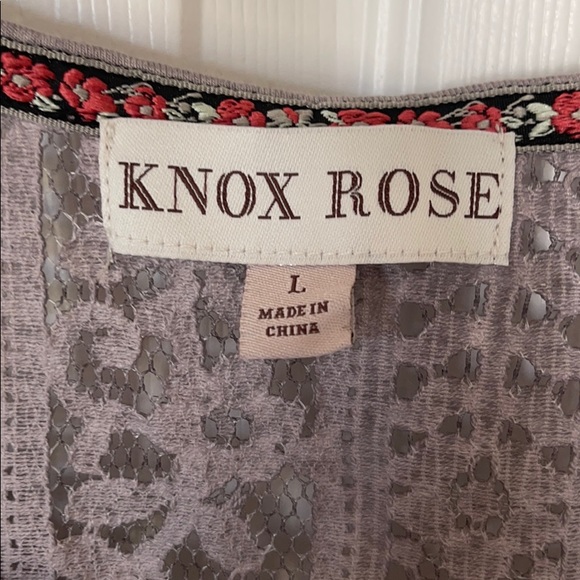 KNOX ROSE
L
MADE IN
CHINA